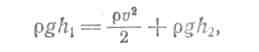 ρgh₁ = ρv²/2 + ρgh₂,